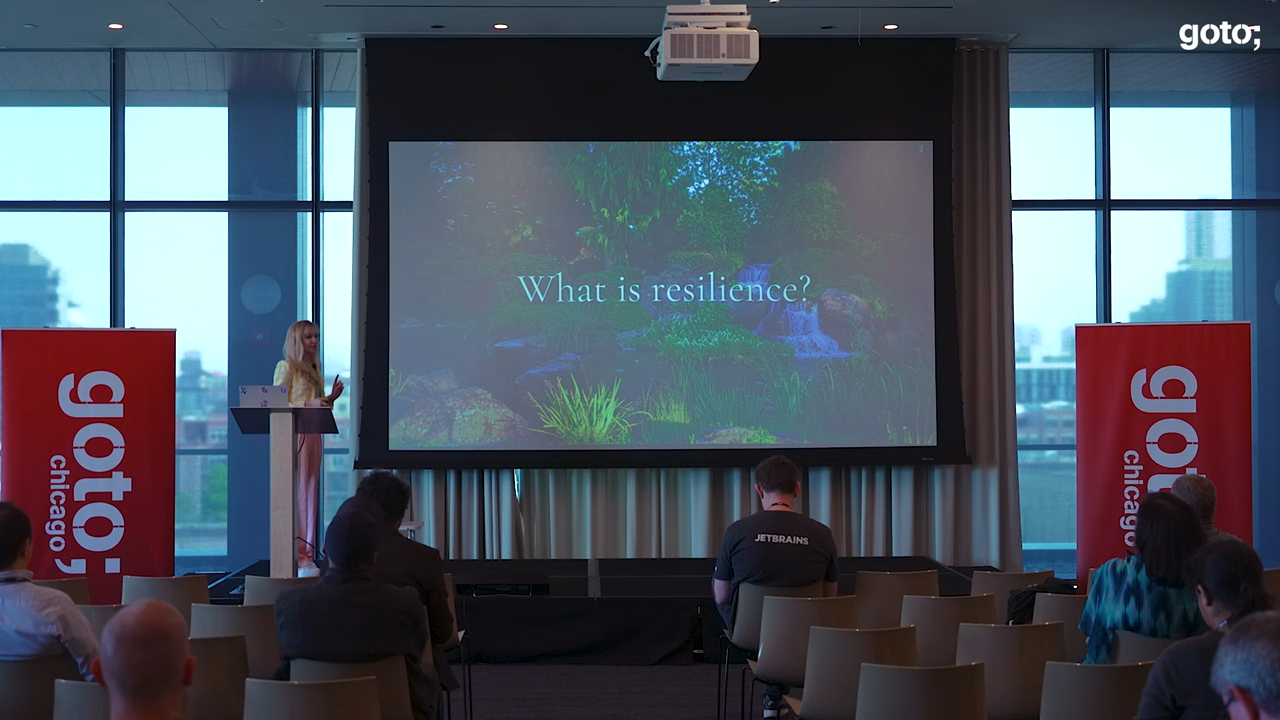 goto;
What is resilience?
goto;
chicago
JETBRAINS
goto;
chicago